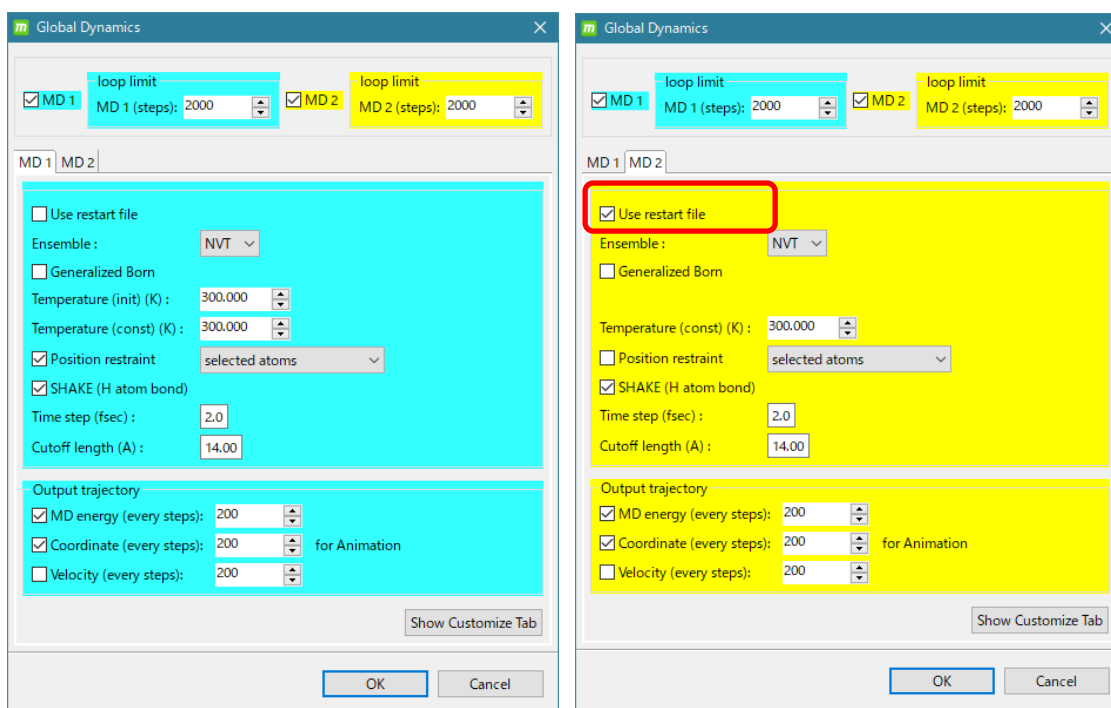 m Global Dynamics
loop limit
MD 1
MD 1 (steps): 2000
loop limit
MD 2
MD 2 (steps): 2000
MD 1 MD 2
Use restart file
Ensemble : NVT
Generalized Born
Temperature (init) (K) : 300.000
Temperature (const) (K) : 300.000
Position restraint selected atoms
SHAKE (H atom bond)
Time step (fsec) : 2.0
Cutoff length (A) : 14.00
Output trajectory
MD energy (every steps): 200
Coordinate (every steps): 200 for Animation
Velocity (every steps): 200
Show Customize Tab
OK Cancel
m Global Dynamics
loop limit
MD 1
MD 1 (steps): 2000
loop limit
MD 2
MD 2 (steps): 2000
MD 1 MD 2
Use restart file
Ensemble : NVT
Generalized Born
Temperature (const) (K) : 300.000
Position restraint selected atoms
SHAKE (H atom bond)
Time step (fsec) : 2.0
Cutoff length (A) : 14.00
Output trajectory
MD energy (every steps): 200
Coordinate (every steps): 200 for Animation
Velocity (every steps): 200
Show Customize Tab
OK Cancel